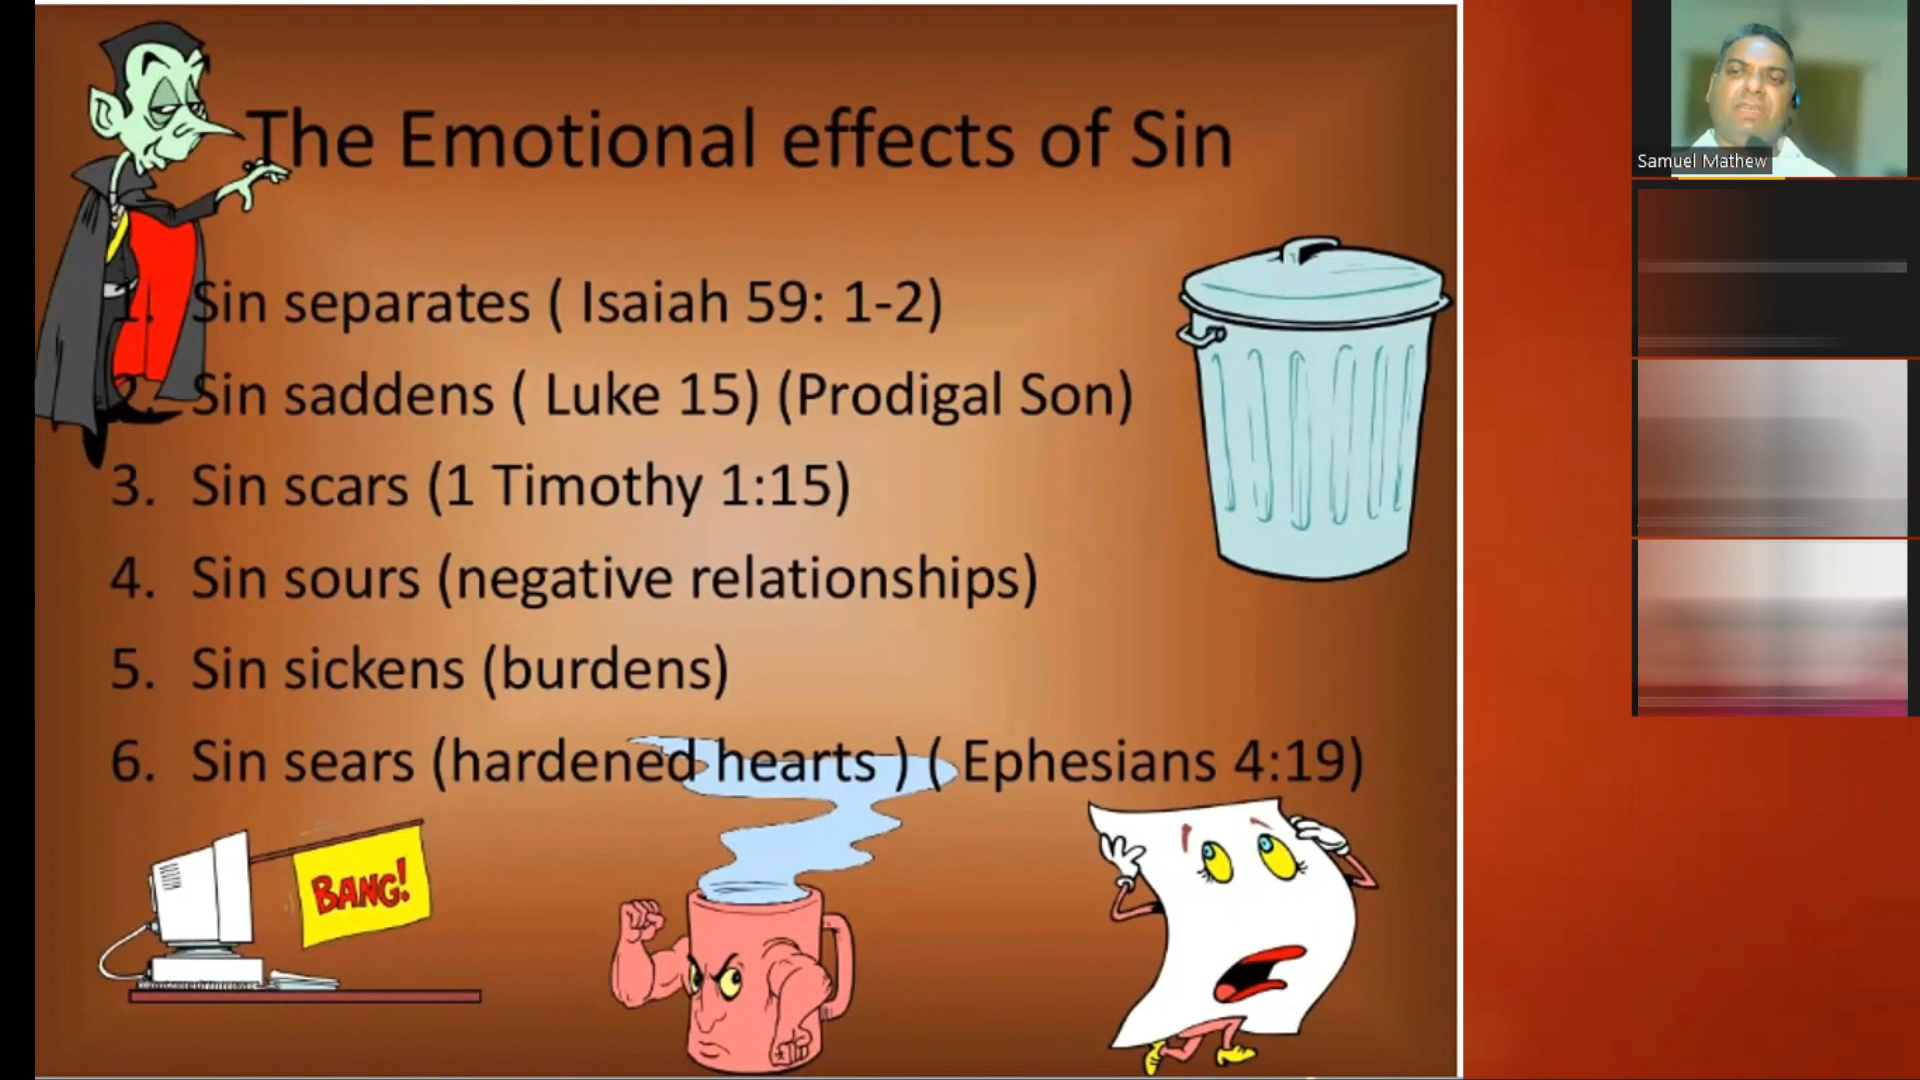 The Emotional effects of Sin
1. Sin separates ( Isaiah 59: 1-2)
2. Sin saddens ( Luke 15) (Prodigal Son)
3. Sin scars (1 Timothy 1:15)
4. Sin sours (negative relationships)
5. Sin sickens (burdens)
6. Sin sears (hardened hearts ) ( Ephesians 4:19)
BANG!
Samuel Mathew